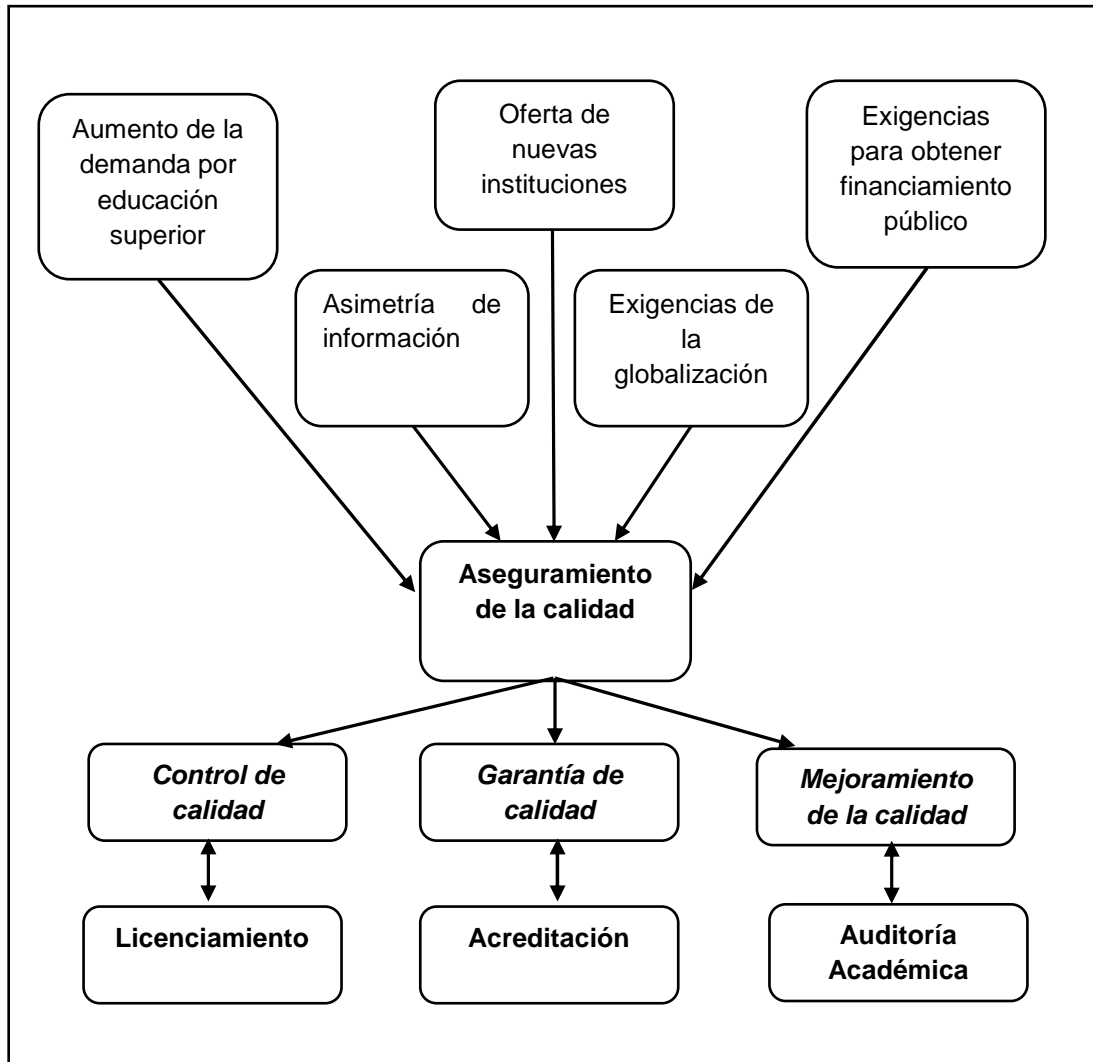 Aumento de la
demanda por
educación
superior
Oferta de
nuevas
instituciones
Exigencias
para obtener
financiamiento
público
Asimetría de
información
Exigencias de
la
globalización
Aseguramiento
de la calidad
Control de
calidad
Garantía de
calidad
Mejoramiento
de la calidad
Licenciamiento
Acreditación
Auditoría
Académica